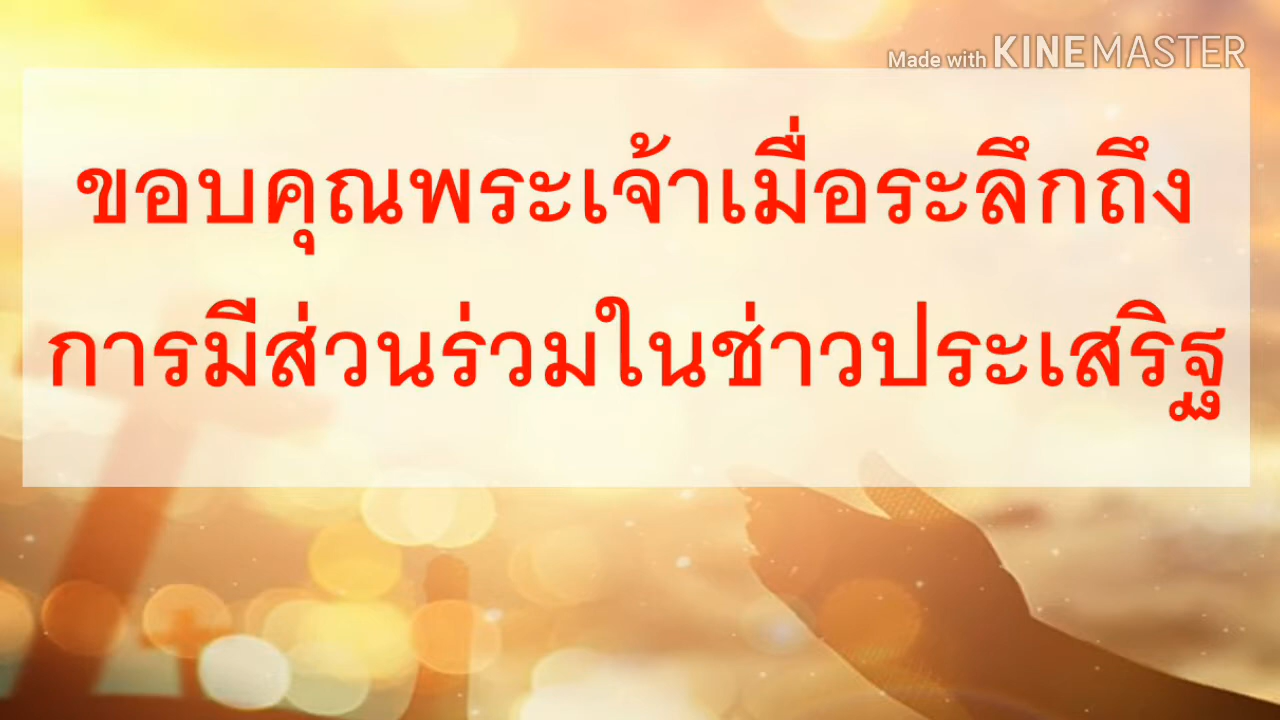 Made with KINEMASTER
ขอบคุณพระเจ้าเมื่อระลึกถึง
การมีส่วนร่วมในช่าวประเสริฐ